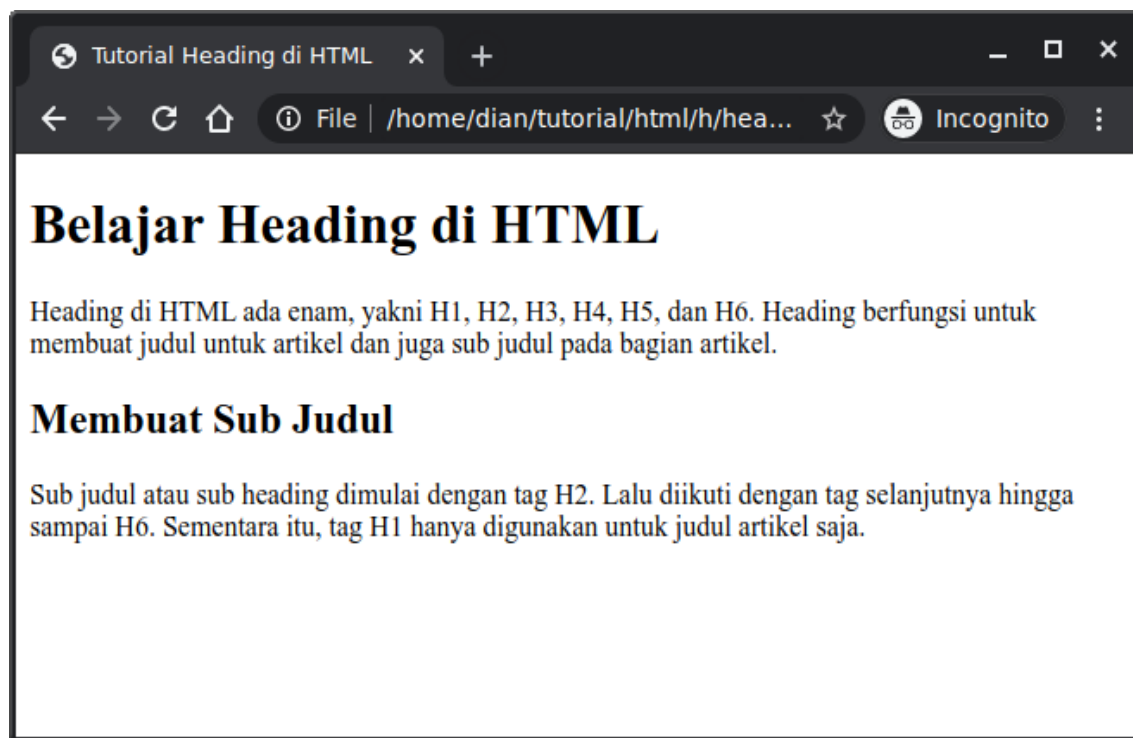 Tutorial Heading di HTML
File | /home/dian/tutorial/html/h/hea... Incognito
Belajar Heading di HTML
Heading di HTML ada enam, yakni H1, H2, H3, H4, H5, dan H6. Heading berfungsi untuk
membuat judul untuk artikel dan juga sub judul pada bagian artikel.
Membuat Sub Judul
Sub judul atau sub heading dimulai dengan tag H2. Lalu diikuti dengan tag selanjutnya hingga
sampai H6. Sementara itu, tag H1 hanya digunakan untuk judul artikel saja.